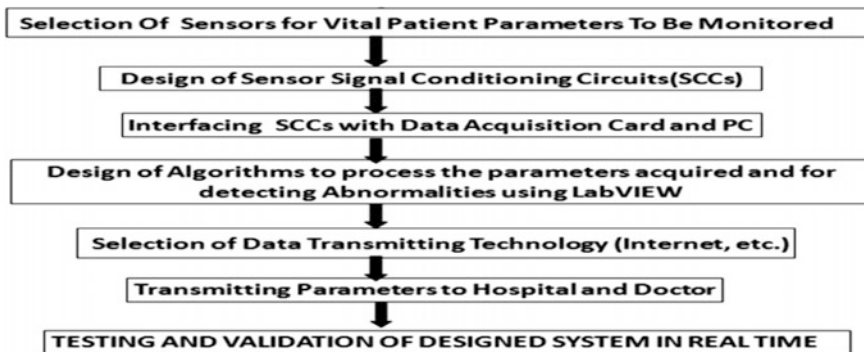 Selection Of Sensors for Vital Patient Parameters To Be Monitored
Design of Sensor Signal Conditioning Circuits(SCCs)
Interfacing SCCs with Data Acquisition Card and PC
Design of Algorithms to process the parameters acquired and for
detecting Abnormalities using LabVIEW
Selection of Data Transmitting Technology (Internet, etc.)
Transmitting Parameters to Hospital and Doctor
TESTING AND VALIDATION OF DESIGNED SYSTEM IN REAL TIME